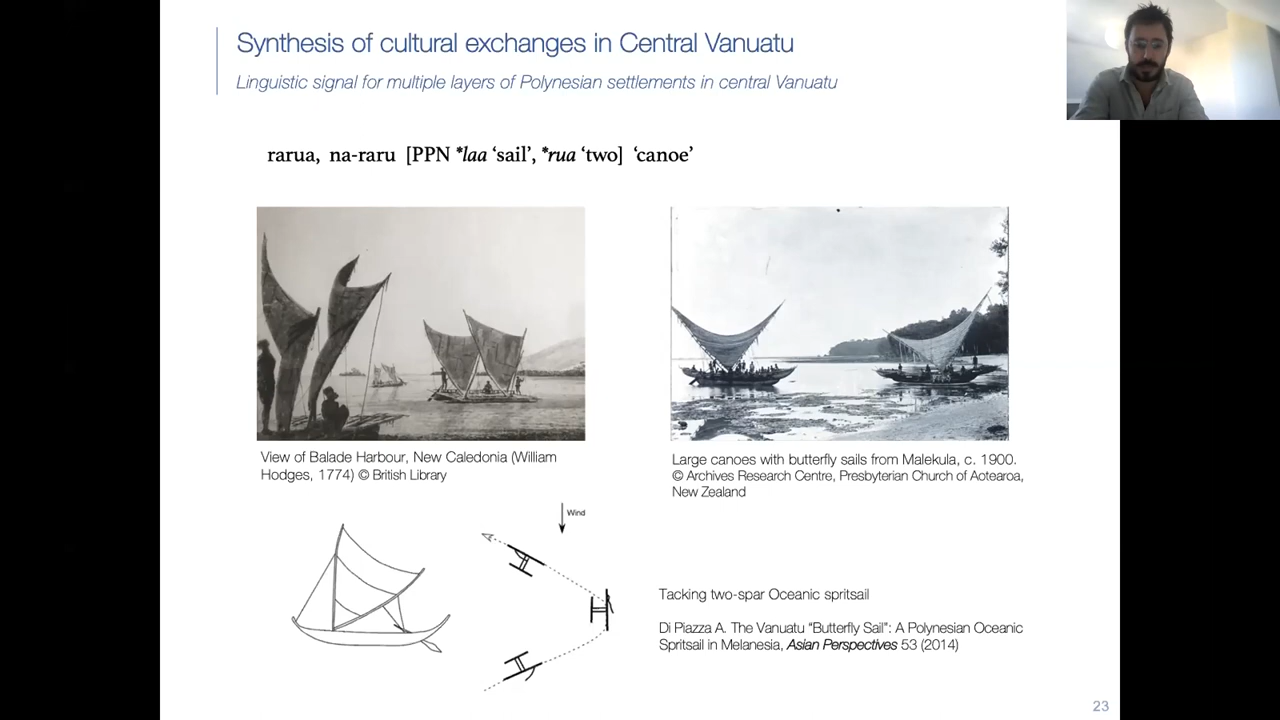 Synthesis of cultural exchanges in Central Vanuatu
Linguistic signal for multiple layers of Polynesian settlements in central Vanuatu
rarua, na-raru [PPN *laa ‘sail’, *rua ‘two] ‘canoe’
View of Balade Harbour, New Caledonia (William
Hodges, 1774) © British Library
Large canoes with butterfly sails from Malekula, c. 1900.
© Archives Research Centre, Presbyterian Church of Aotearoa,
New Zealand
Wind
Tacking two-spar Oceanic spritsail
Di Piazza A. The Vanuatu “Butterfly Sail”: A Polynesian Oceanic
Spritsail in Melanesia, Asian Perspectives 53 (2014)
23